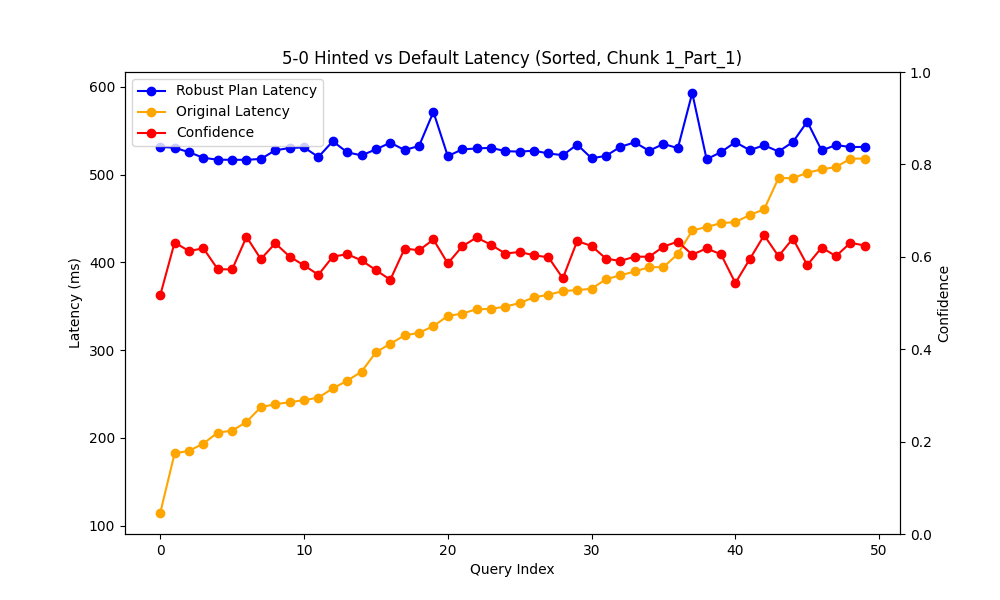 5-0 Hinted vs Default Latency (Sorted, Chunk 1_Part_1)
Robust Plan Latency
Original Latency
Confidence
600
500
400
300
200
100
Latency (ms)
1.0
0.8
0.6
0.4
0.2
0.0
Confidence
0
10
20
30
40
50
Query Index